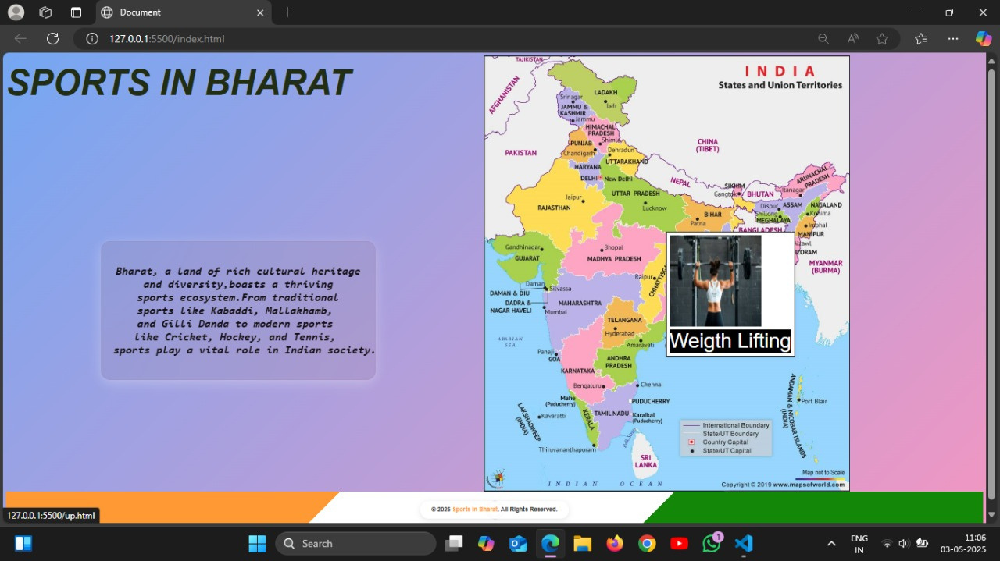 Document
127.0.0.1:5500/index.html
SPORTS IN BHARAT
Bharat, a land of rich cultural heritage
and diversity,boasts a thriving
sports ecosystem.From traditional
sports like Kabaddi, Mallakhamb,
and Gilli Danda to modern sports
like Cricket, Hockey, and Tennis,
sports play a vital role in Indian society.
INDIA
States and Union Territories
TAJIKISTAN
AFGHANISTAN
LADAKH
Srinagar
Leh
JAMMU &
KASHMIR
Jammu
HIMACHAL
PRADESH
Shimla
PUNJAB
Chandigarh
Dehradun
UTTARAKHAND
PAKISTAN
CHINA
(TIBET)
HARYANA
DELHI
New Delhi
NEPAL
SIKKIM
Gangtok
BHUTAN
ARUNACHAL
PRADESH
Itanagar
Jaipur
RAJASTHAN
UTTAR PRADESH
Lucknow
BIHAR
Patna
Dispur
ASSAM
NAGALAND
Shillong
Kohima
MEGHALAYA
Imphal
BANGLADESH
MANIPUR
Aizawl
IZORAM
MYANMAR
(BURMA)
Gandhinagar
GUJARAT
Bhopal
MADHYA PRADESH
Raipur
CHHATTISG
Daman
Silvassa
DAMAN & DIU
DADRA &
NAGAR HAVELI
MAHARASHTRA
Mumbai
TELANGANA
Hyderabad
Amaravati
Weigth Lifting
ARABIAN
SEA
Panaji
GOA
ANDHRA
PRADESH
KARNATAKA
Bengaluru
Chennai
Mahe
(Puducherry)
PUDUCHERRY
TAMIL NADU
Karaikal
(Puducherry)
LAKSHADWEEP
(INDIA)
Kavaratti
KERALA
Thiruvananthapuram
Palk Strait
SRI
LANKA
ANDAMAN & NICOBAR ISLANDS
(INDIA)
Port Blair
International Boundary
State/UT Boundary
Country Capital
State/UT Capital
Map not to Scale
INDIAN OCEAN
Copyright © 2019 www.mapsofworld.com
© 2025 Sports In Bharat. All Rights Reserved.
127.0.0.1:5500/up.html
Search
1
ENG
IN
11:06
03-05-2025